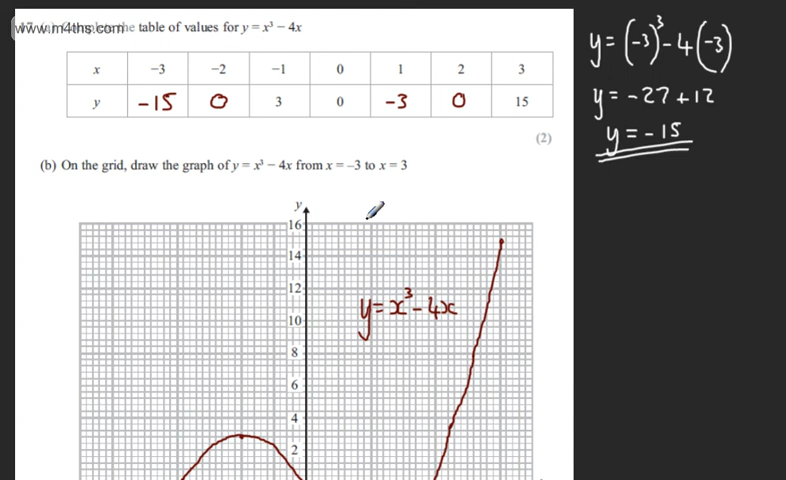 www.m4ths.com the table of values for y = x³ – 4x
x –3 –2 –1 0 1 2 3
y -15 0 3 0 -3 0 15
(2)
(b) On the grid, draw the graph of y = x³ – 4x from x = –3 to x = 3
y
16
14
12
10
8
6
4
2
y = x³ - 4x
y = (-3)³ - 4(-3)
y = -27 + 12
y = -15